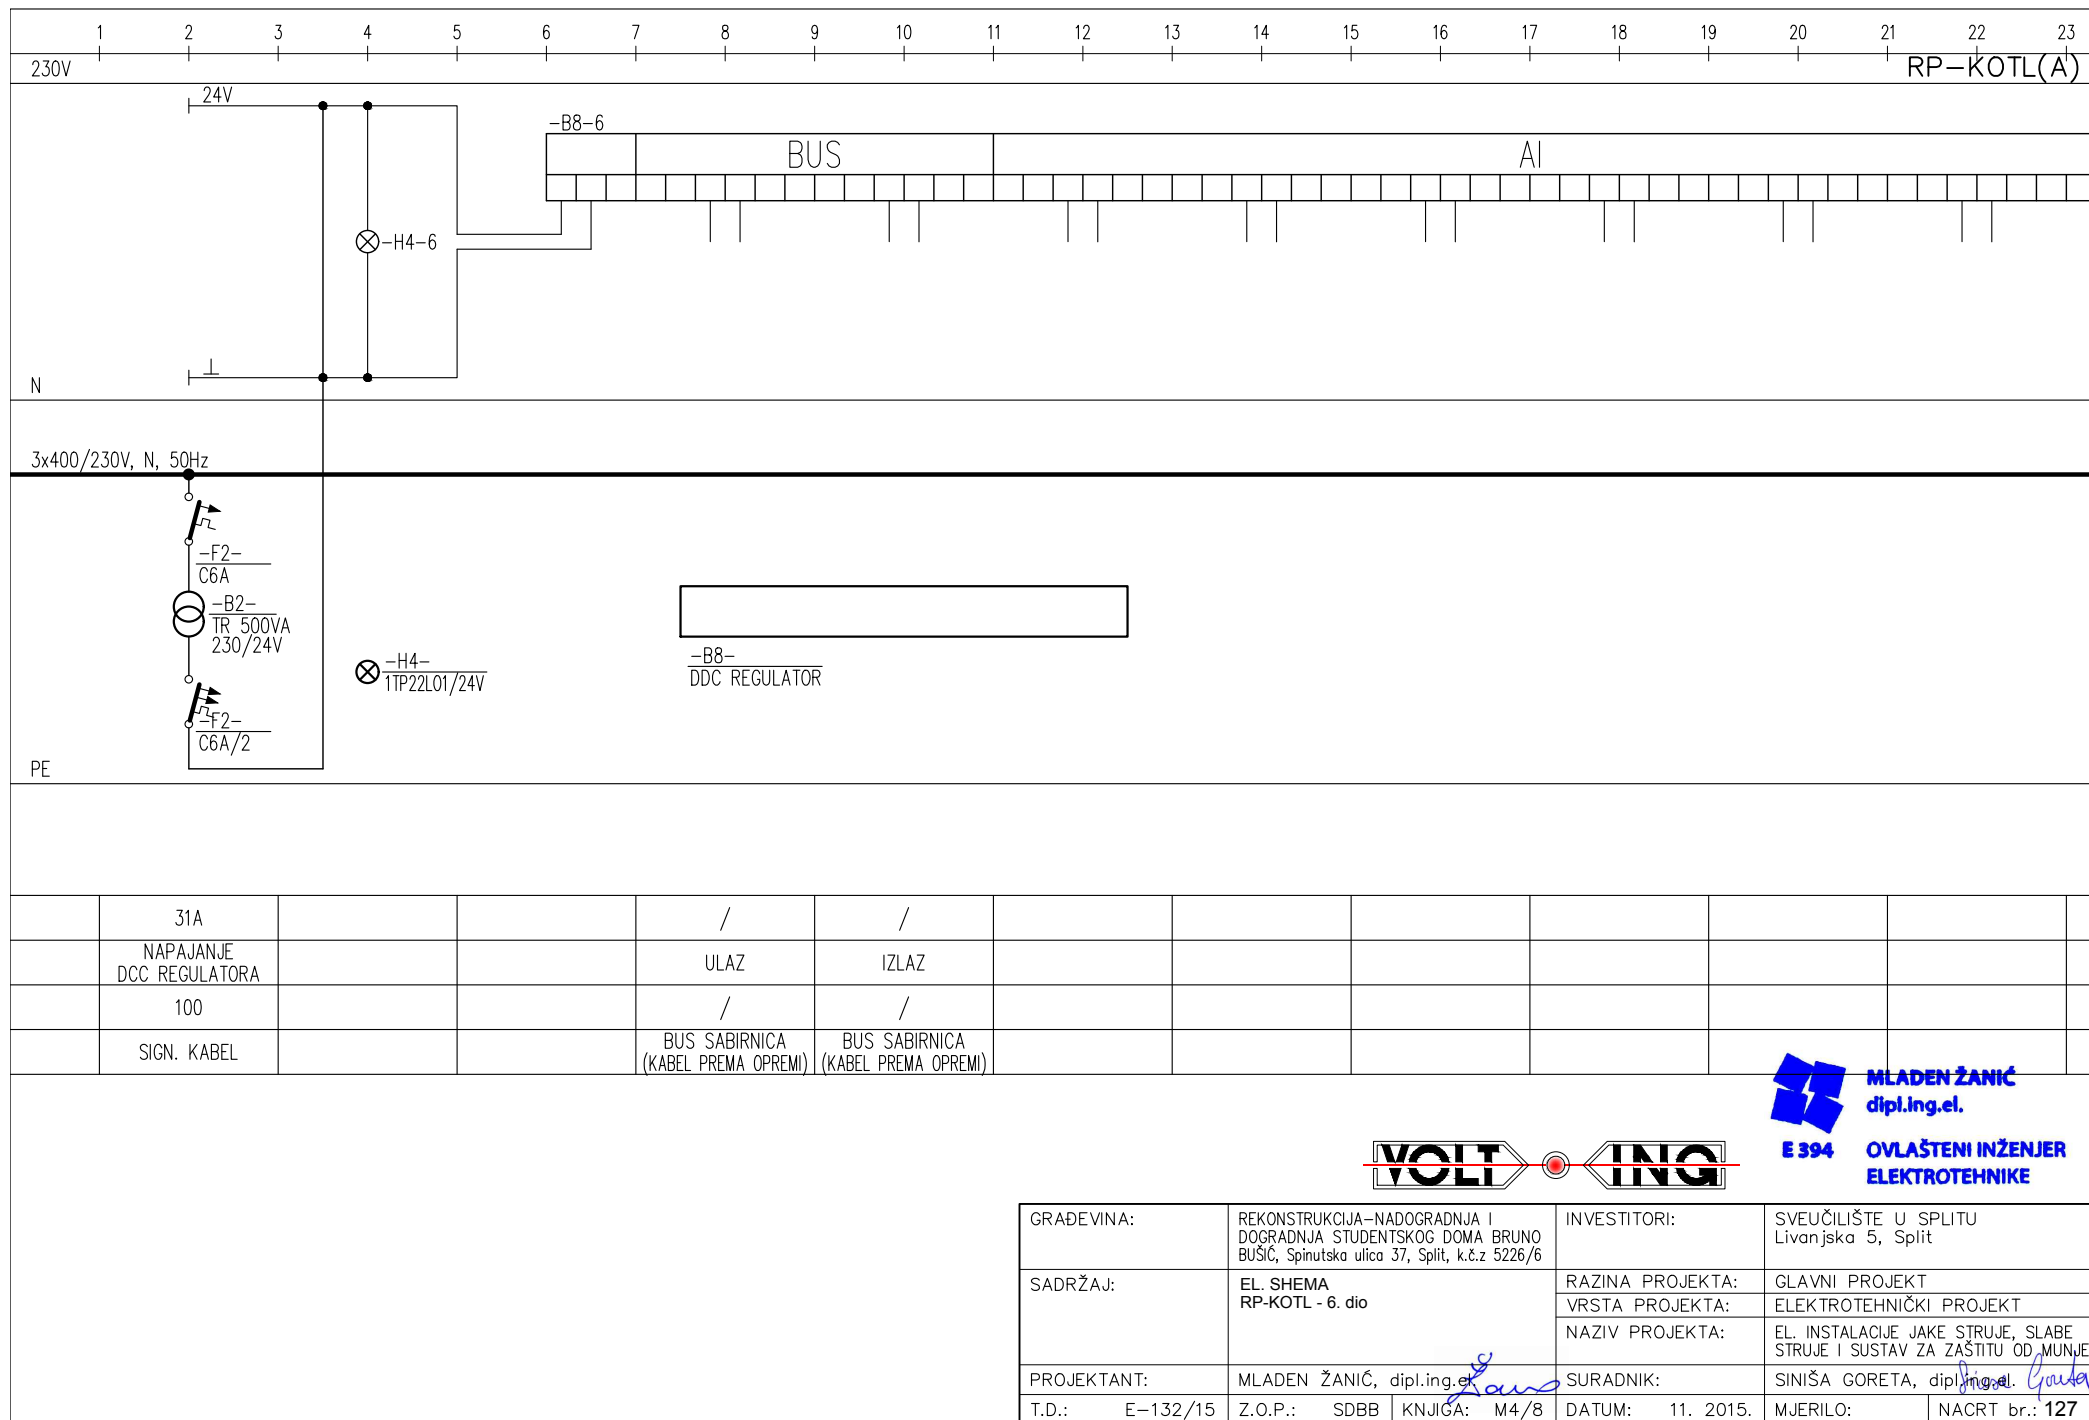 1 2 3 4 5 6 7 8 9 10 11 12 13 14 15 16 17 18 19 20 21 22 23
230V
RP-KOTL(A)
24V
-B8-6
BUS AI
-H4-6
⊥
N
3x400/230V, N, 50Hz
-F2-
C6A
-B2-
TR 500VA
230/24V
-H4-
1TP22L01/24V
-B8-
DDC REGULATOR
-F2-
C6A/2
PE
31A / /
NAPAJANJE
DCC REGULATORA
ULAZ IZLAZ
100 / /
SIGN. KABEL
BUS SABIRNICA
(KABEL PREMA OPREMI)
BUS SABIRNICA
(KABEL PREMA OPREMI)
MLADEN ŽANIĆ
dipl.ing.el.
E 394 OVLAŠTENI INŽENJER
ELEKTROTEHNIKE
VOLT ING
GRAĐEVINA:
REKONSTRUKCIJA-NADOGRADNJA I
DOGRADNJA STUDENTSKOG DOMA BRUNO
BUŠIĆ, Spinutska ulica 37, Split, k.č.z 5226/6
INVESTITORI:
SVEUČILIŠTE U SPLITU
Livanjska 5, Split
SADRŽAJ:
EL. SHEMA
RP-KOTL - 6. dio
RAZINA PROJEKTA: GLAVNI PROJEKT
VRSTA PROJEKTA: ELEKTROTEHNIČKI PROJEKT
NAZIV PROJEKTA:
EL. INSTALACIJE JAKE STRUJE, SLABE
STRUJE I SUSTAV ZA ZAŠTITU OD MUNJE
PROJEKTANT: MLADEN ŽANIĆ, dipl.ing.el. SURADNIK: SINIŠA GORETA, dipl.ing.el.
T.D.: E-132/15 Z.O.P.: SDBB KNJIGA: M4/8 DATUM: 11. 2015. MJERILO: NACRT br.: 127